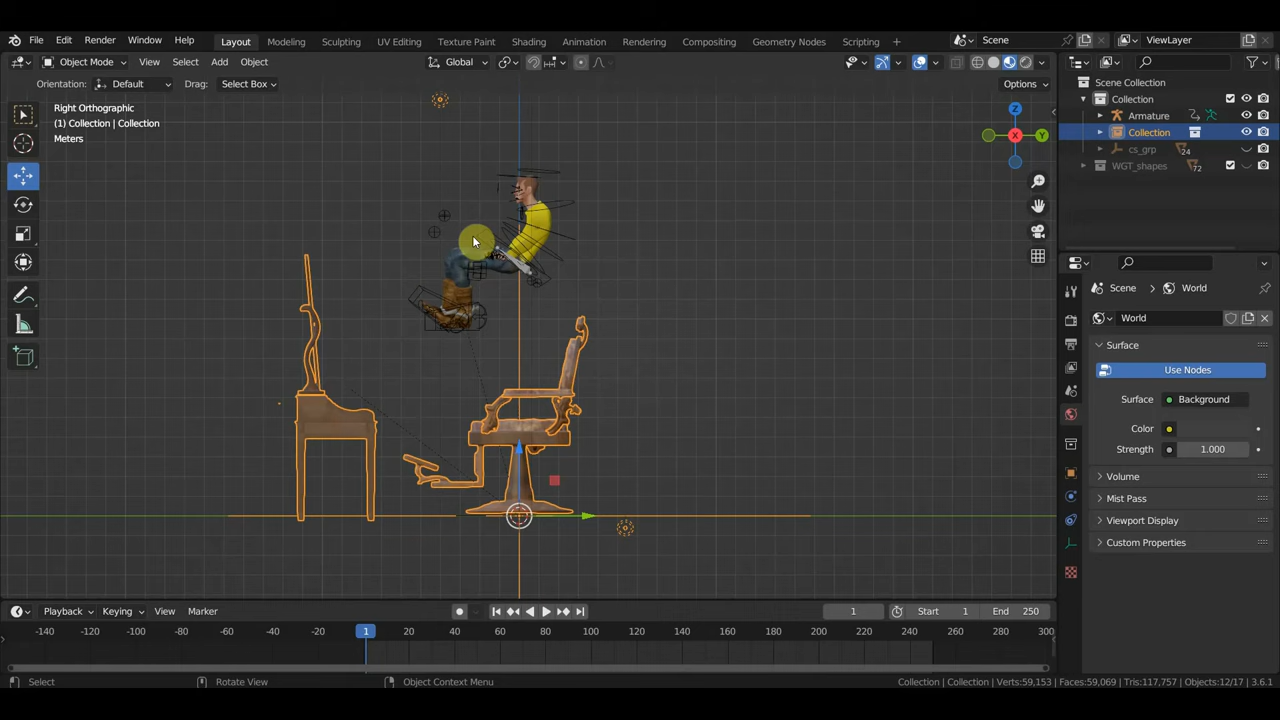 File Edit Render Window Help Layout Modeling Sculpting UV Editing Texture Paint Shading Animation Rendering Compositing Geometry Nodes Scripting + Scene ViewLayer
Object Mode View Select Add Object Global Options
Orientation: Default Drag: Select Box
Right Orthographic
(1) Collection | Collection
Meters
Z
X
Y
Scene Collection
Collection
Armature
Collection
cs_grp 24
WGT_shapes 72
Scene World
World
Surface
Use Nodes
Surface Background
Color
Strength 1.000
Volume
Mist Pass
Viewport Display
Custom Properties
Playback Keying View Marker 1 Start 1 End 250
-140 -120 -100 -80 -60 -40 -20 1 20 40 60 80 100 120 140 160 180 200 220 240 260 280 300
Select Rotate View Object Context Menu Collection | Collection | Verts:59,153 | Faces:59,069 | Tris:117,757 | Objects:12/17 | 3.6.1